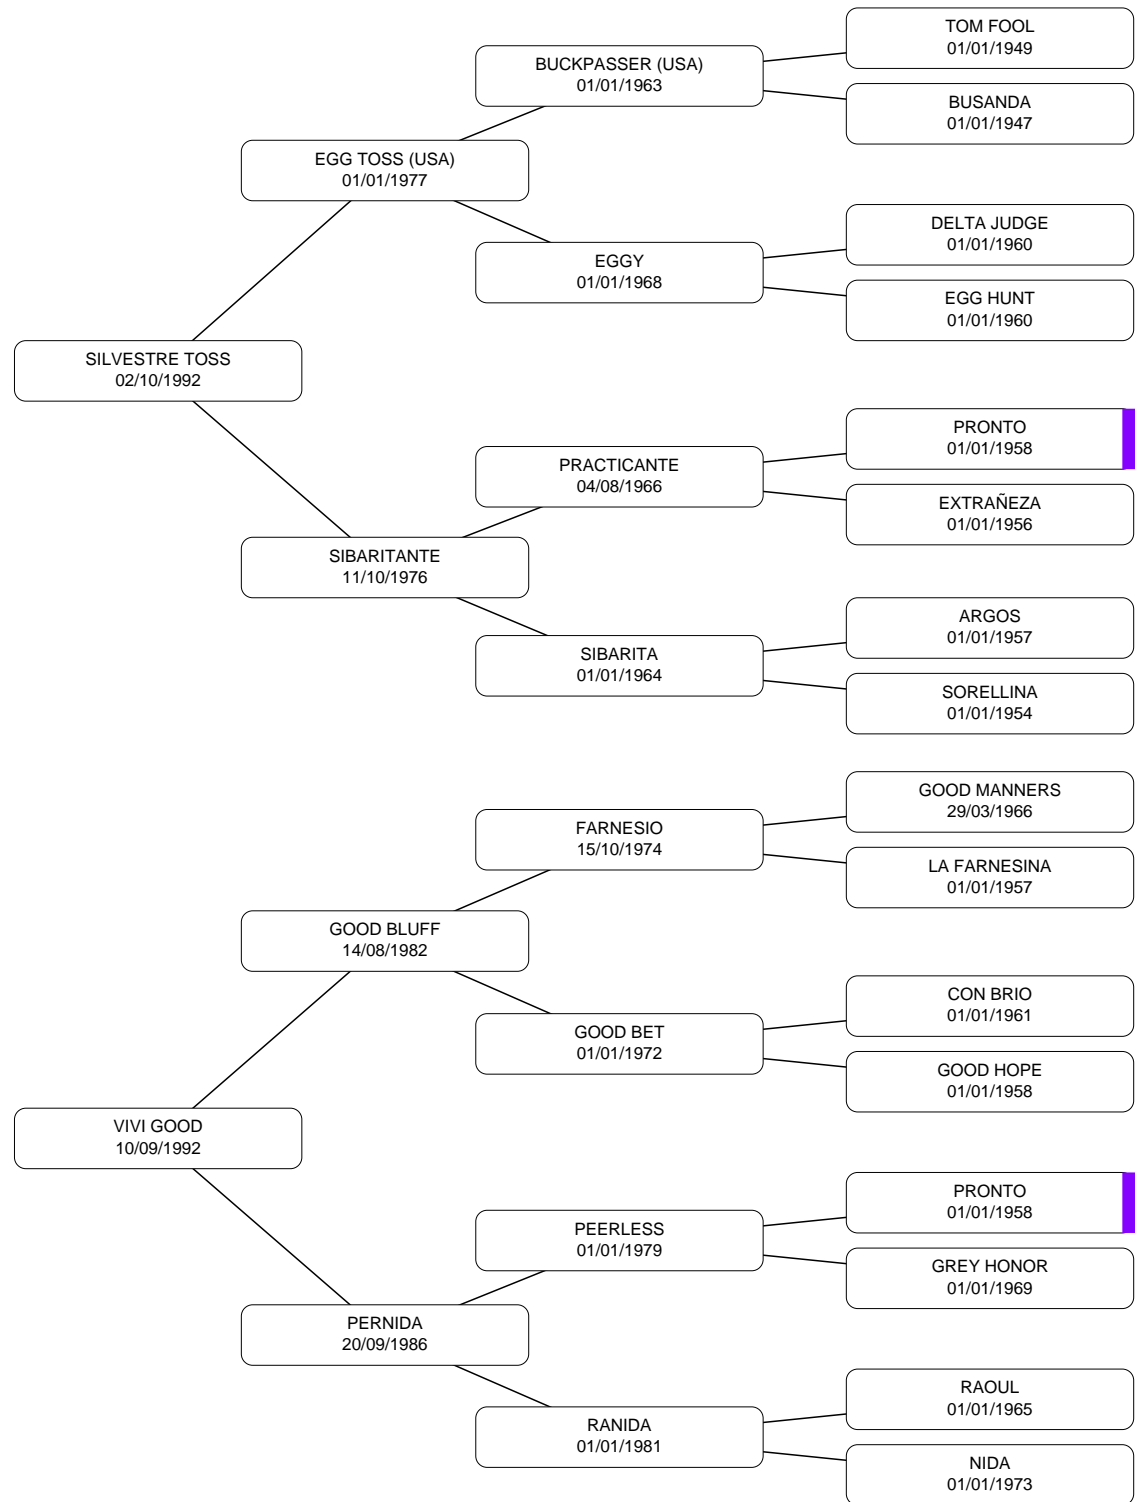 TOM FOOL
01/01/1949
BUCKPASSER (USA)
01/01/1963
BUSANDA
01/01/1947
EGG TOSS (USA)
01/01/1977
DELTA JUDGE
01/01/1960
EGGY
01/01/1968
EGG HUNT
01/01/1960
SILVESTRE TOSS
02/10/1992
PRONTO
01/01/1958
PRACTICANTE
04/08/1966
EXTRAÑEZA
01/01/1956
SIBARITANTE
11/10/1976
ARGOS
01/01/1957
SIBARITA
01/01/1964
SORELLINA
01/01/1954
GOOD MANNERS
29/03/1966
FARNESIO
15/10/1974
LA FARNESINA
01/01/1957
GOOD BLUFF
14/08/1982
CON BRIO
01/01/1961
GOOD BET
01/01/1972
GOOD HOPE
01/01/1958
VIVI GOOD
10/09/1992
PRONTO
01/01/1958
PEERLESS
01/01/1979
GREY HONOR
01/01/1969
PERNIDA
20/09/1986
RAOUL
01/01/1965
RANIDA
01/01/1981
NIDA
01/01/1973